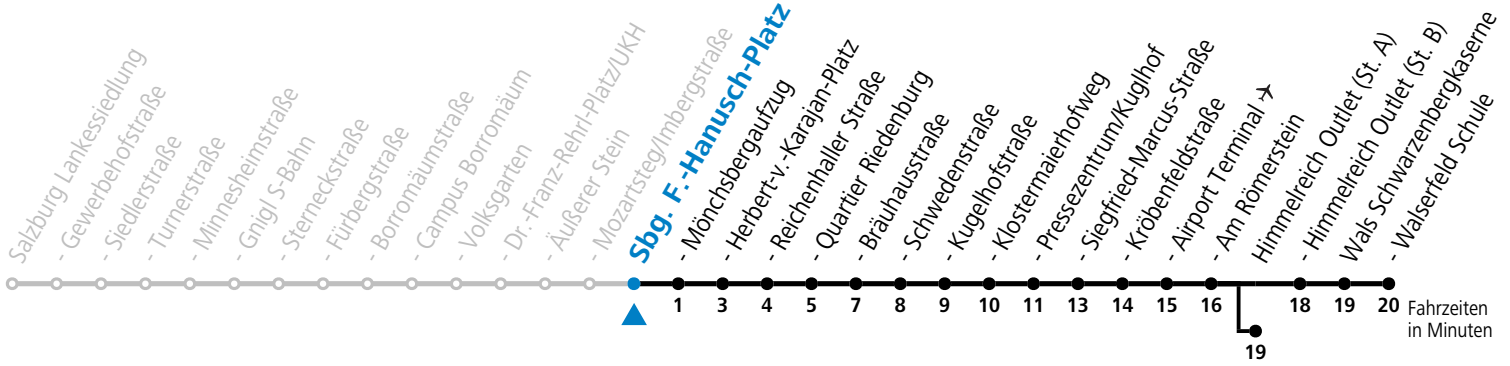 Salzburg Lankessiedlung
- Gewerbehofstraße
- Siedlerstraße
- Turnerstraße
- Minnesheimstraße
- Gnigl S-Bahn
- Sterneckstraße
- Fürbergstraße
- Borromäumstraße
- Campus Borromäum
- Volksgarten
- Dr.-Franz-Rehrl-Platz/UKH
- Äußerer Stein
- Mozartsteg/Imbergstraße
Sbg. F.-Hanusch-Platz
- Mönchsbergaufzug
- Herbert-v.-Karajan-Platz
- Reichenhaller Straße
- Quartier Riedenburg
- Bräuhausstraße
- Schwedenstraße
- Kugelhofstraße
- Klostermaierhofweg
- Pressezentrum/Kuglhof
- Siegfried-Marcus-Straße
- Kröbenfeldstraße
- Airport Terminal
- Am Römerstein
Himmelreich Outlet (St. A)
- Himmelreich Outlet (St. B)
Wals Schwarzenbergkaserne
- Walserfeld Schule
1 3 4 5 7 8 9 10 11 13 14 15 16 18 19 20
Fahrzeiten
in Minuten
19